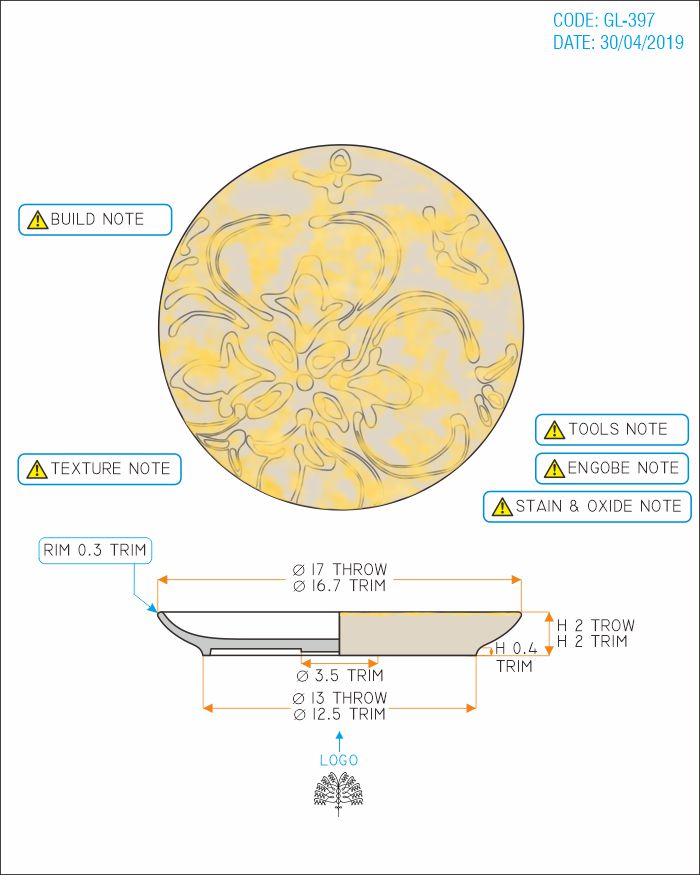 CODE: GL-397
DATE: 30/04/2019
BUILD NOTE
TOOLS NOTE
TEXTURE NOTE
ENGOBE NOTE
STAIN & OXIDE NOTE
RIM 0.3 TRIM
Ø 17 THROW
Ø 16.7 TRIM
H 2 TROW
H 2 TRIM
H 0.4
TRIM
Ø 3.5 TRIM
Ø 13 THROW
Ø 12.5 TRIM
LOGO